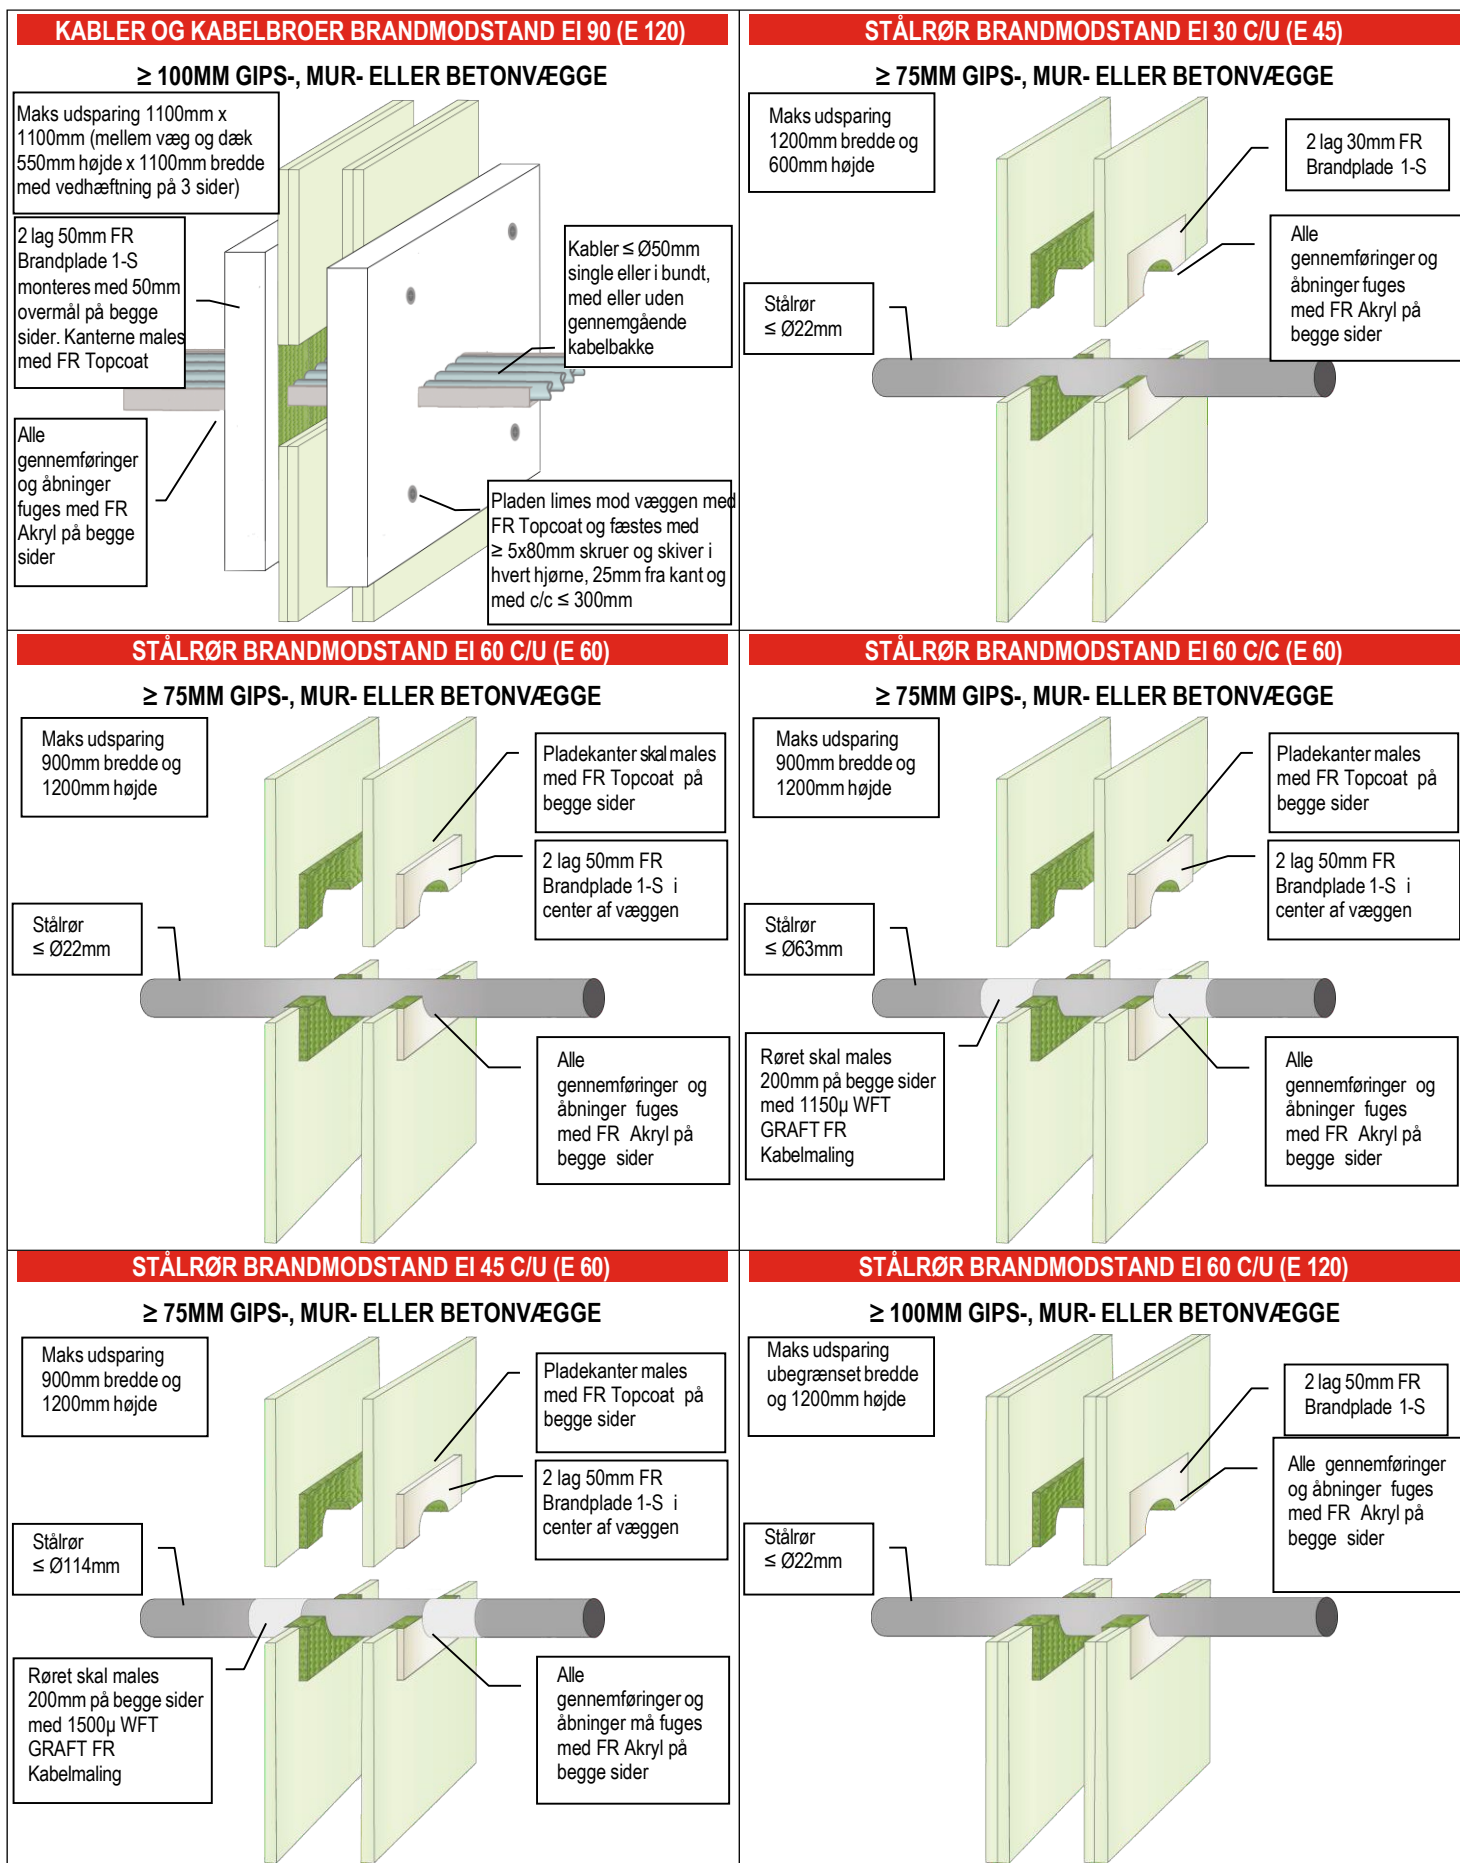 KABLER OG KABELBROER BRANDMODSTAND EI 90 (E 120)
≥ 100MM GIPS-, MUR- ELLER BETONVÆGGE
Maks udsparing 1100mm x
1100mm (mellem væg og dæk
550mm højde x 1100mm bredde
med vedhæftning på 3 sider)
2 lag 50mm FR
Brandplade 1-S
monteres med 50mm
overmål på begge
sider. Kanterne males
med FR Topcoat
Kabler ≤ Ø50mm
single eller i bundt,
med eller uden
gennemgående
kabelbakke
Alle
gennemføringer
og åbninger
fuges med FR
Akryl på begge
sider
Pladen limes mod væggen med
FR Topcoat og fæstes med
≥ 5x80mm skruer og skiver i
hvert hjørne, 25mm fra kant og
med c/c ≤ 300mm
STÅLRØR BRANDMODSTAND EI 30 C/U (E 45)
≥ 75MM GIPS-, MUR- ELLER BETONVÆGGE
Maks udsparing
1200mm bredde og
600mm højde
2 lag 30mm FR
Brandplade 1-S
Alle
gennemføringer og
åbninger fuges
med FR Akryl på
begge sider
Stålrør
≤ Ø22mm
STÅLRØR BRANDMODSTAND EI 60 C/U (E 60)
≥ 75MM GIPS-, MUR- ELLER BETONVÆGGE
Maks udsparing
900mm bredde og
1200mm højde
Pladekanter skal males
med FR Topcoat på
begge sider
2 lag 50mm FR
Brandplade 1-S i
center af væggen
Stålrør
≤ Ø22mm
Alle
gennemføringer og
åbninger fuges
med FR Akryl på
begge sider
STÅLRØR BRANDMODSTAND EI 60 C/C (E 60)
≥ 75MM GIPS-, MUR- ELLER BETONVÆGGE
Maks udsparing
900mm bredde og
1200mm højde
Pladekanter males
med FR Topcoat på
begge sider
2 lag 50mm FR
Brandplade 1-S i
center af væggen
Stålrør
≤ Ø63mm
Røret skal males
200mm på begge sider
med 1150µ WFT
GRAFT FR
Kabelmaling
Alle
gennemføringer og
åbninger fuges
med FR Akryl på
begge sider
STÅLRØR BRANDMODSTAND EI 45 C/U (E 60)
≥ 75MM GIPS-, MUR- ELLER BETONVÆGGE
Maks udsparing
900mm bredde og
1200mm højde
Pladekanter males
med FR Topcoat på
begge sider
2 lag 50mm FR
Brandplade 1-S i
center af væggen
Stålrør
≤ Ø114mm
Røret skal males
200mm på begge sider
med 1500µ WFT
GRAFT FR
Kabelmaling
Alle
gennemføringer og
åbninger må fuges
med FR Akryl på
begge sider
STÅLRØR BRANDMODSTAND EI 60 C/U (E 120)
≥ 100MM GIPS-, MUR- ELLER BETONVÆGGE
Maks udsparing
ubegrænset bredde
og 1200mm højde
2 lag 50mm FR
Brandplade 1-S
Alle gennemføringer
og åbninger fuges
med FR Akryl på
begge sider
Stålrør
≤ Ø22mm